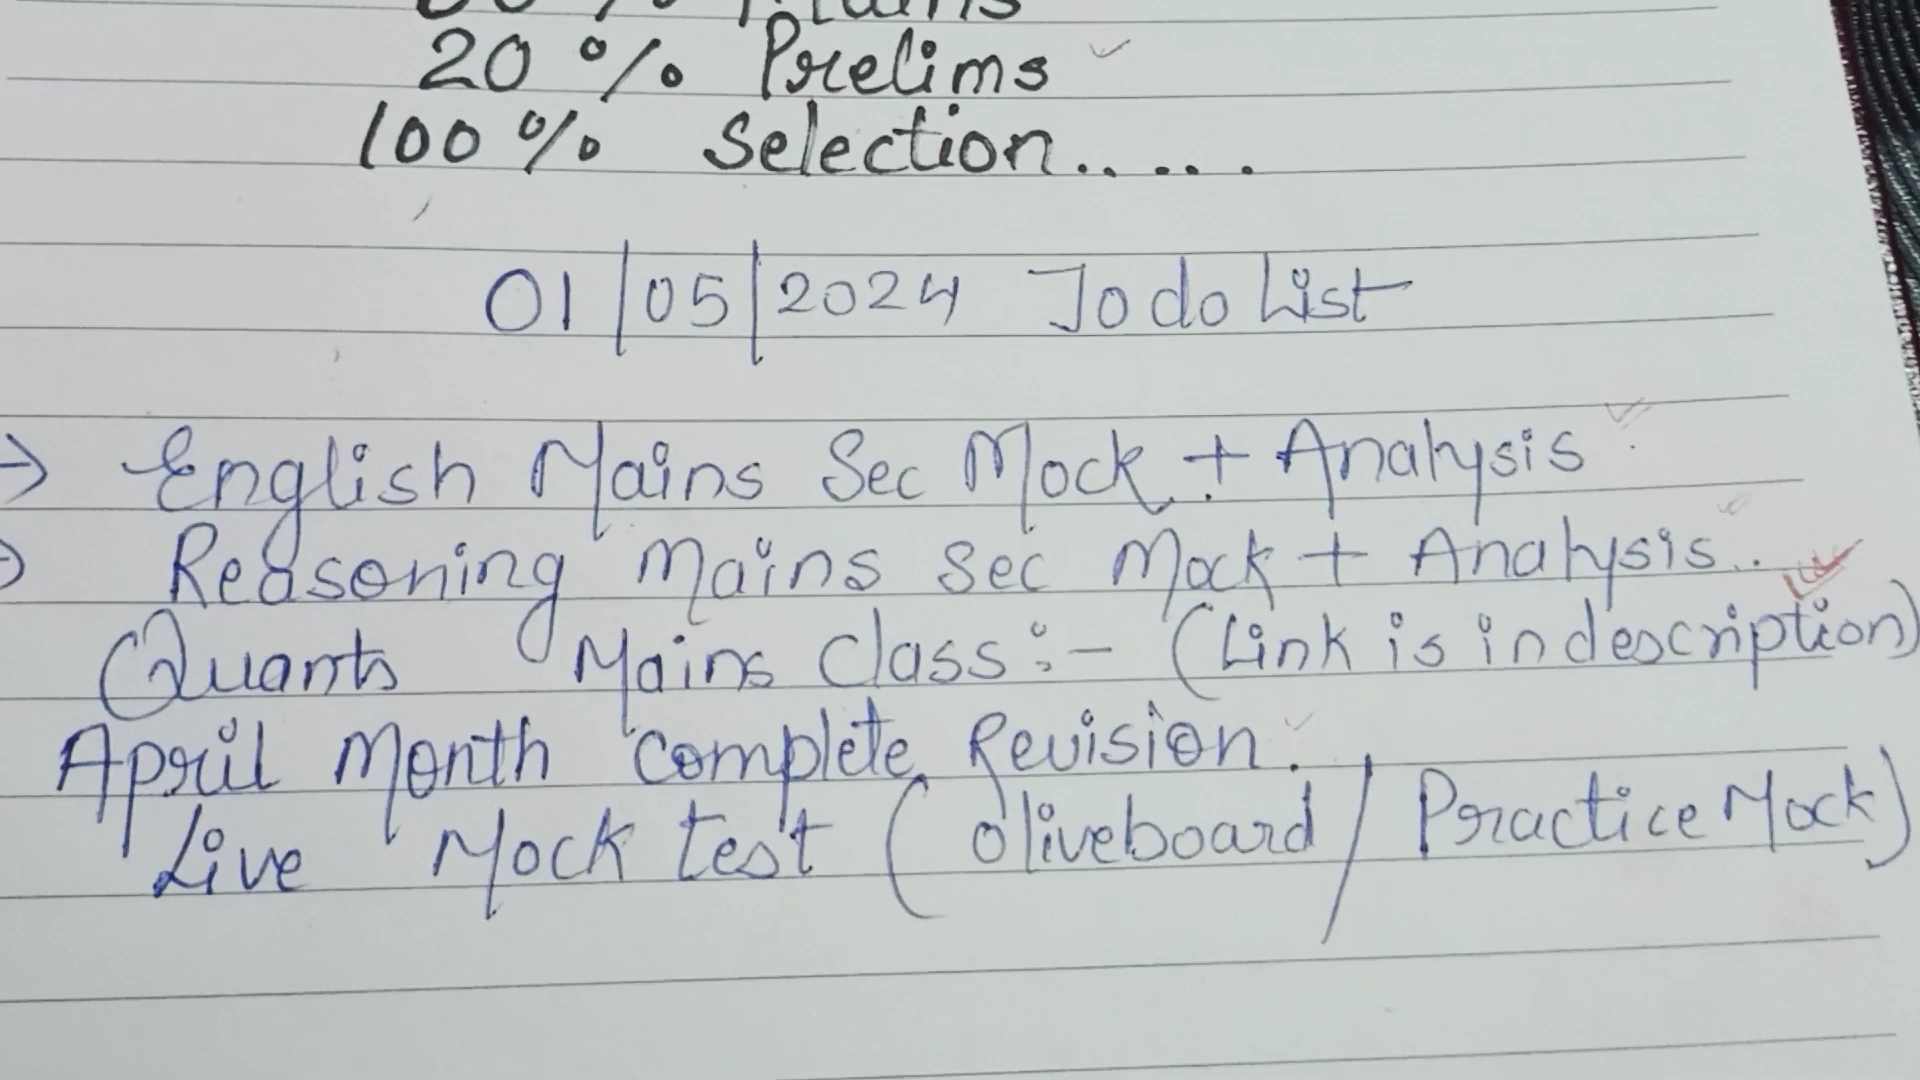 % Mains
20 % Prelims
100 % Selection.....
01/05/2024 Todo List
→ English Mains Sec Mock + Analysis
→ Reasoning Mains Sec Mock + Analysis..
Quants Mains Class :- (Link is in description)
April Month complete Revision.
Live Mock test (oliveboard / Practice Mock)